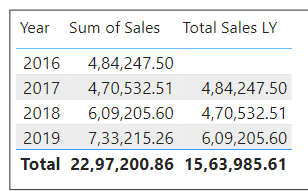 Year Sum of Sales Total Sales LY
2016 4,84,247.50
2017 4,70,532.51 4,84,247.50
2018 6,09,205.60 4,70,532.51
2019 7,33,215.26 6,09,205.60
Total 22,97,200.86 15,63,985.61